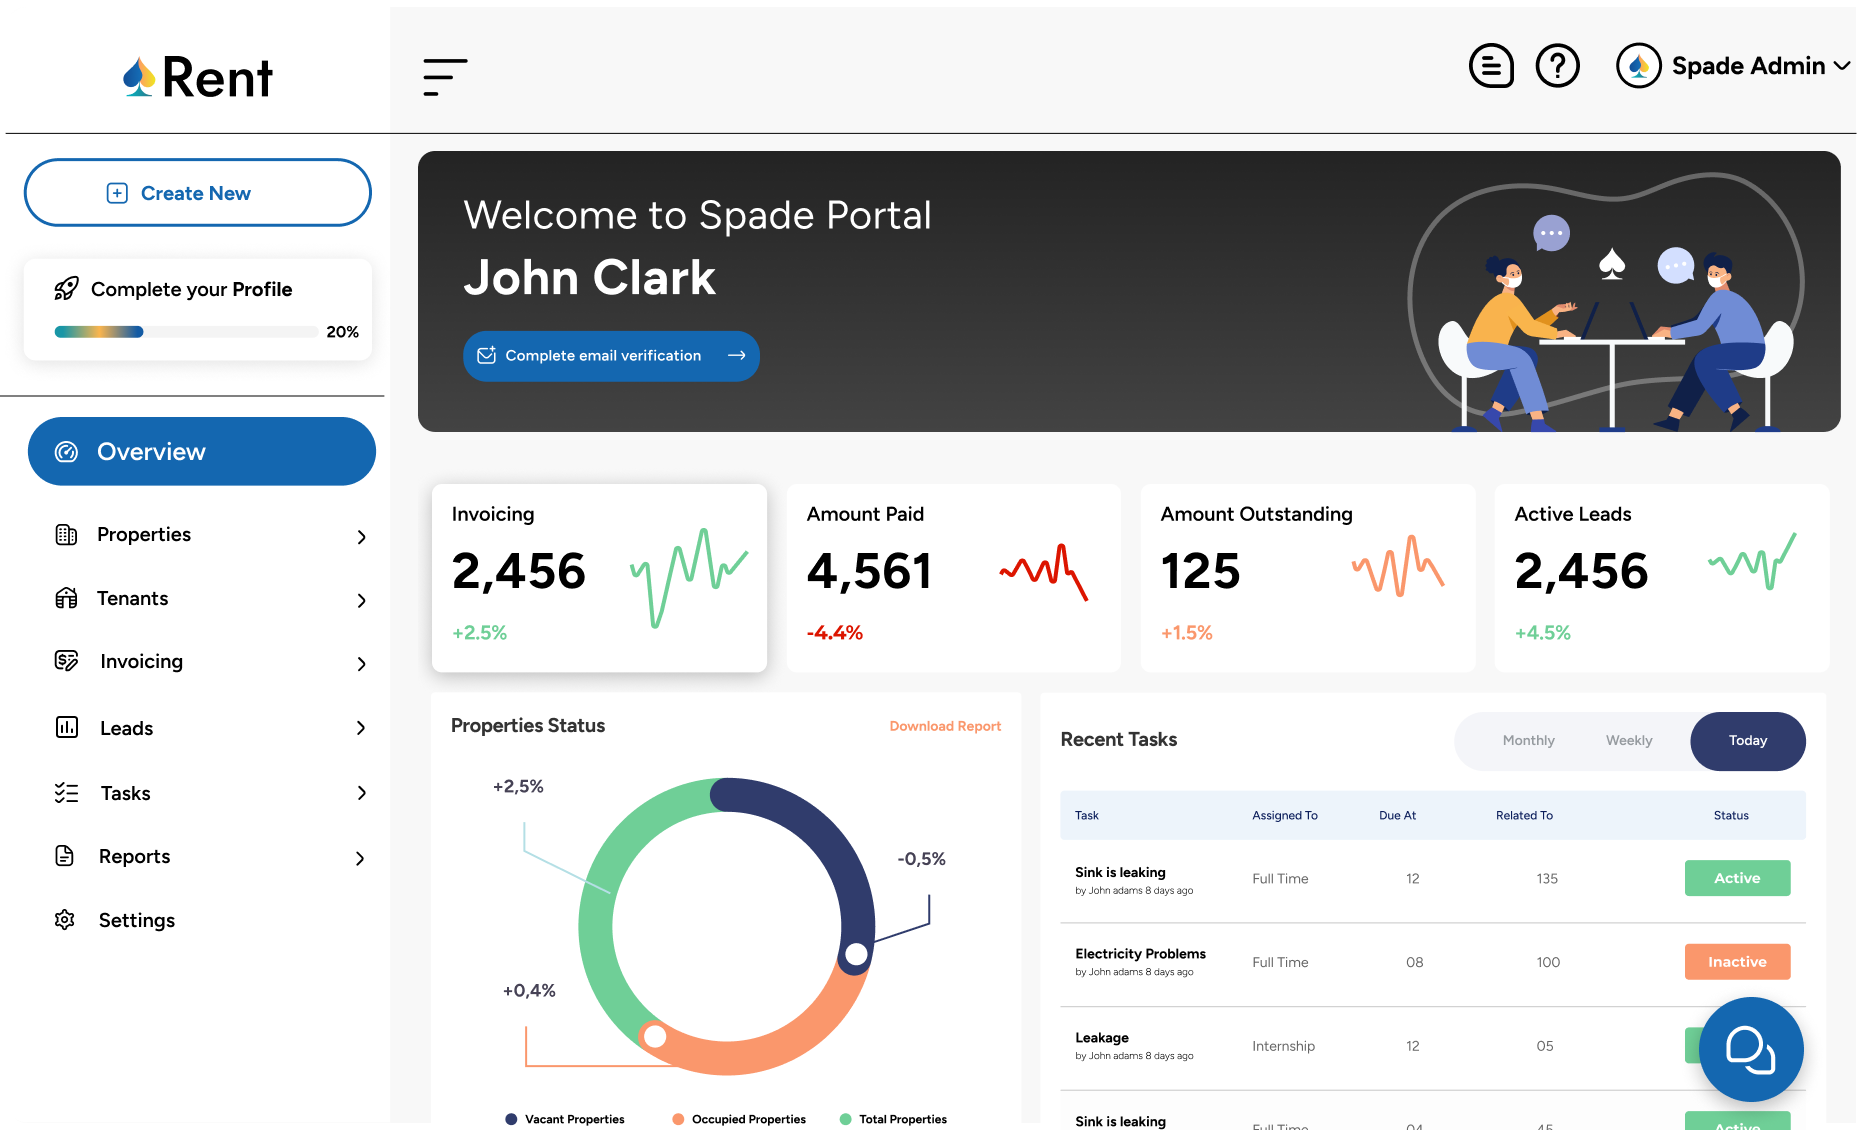 Rent
Spade Admin
Create New
Complete your Profile
20%
Overview
Properties
Tenants
Invoicing
Leads
Tasks
Reports
Settings
Welcome to Spade Portal
John Clark
Complete email verification
Invoicing
2,456
+2.5%
Amount Paid
4,561
-4.4%
Amount Outstanding
125
+1.5%
Active Leads
2,456
+4.5%
Properties Status
Download Report
+2,5%
-0,5%
+0,4%
Vacant Properties
Occupied Properties
Total Properties
Recent Tasks
Monthly
Weekly
Today
Task Assigned To Due At Related To Status
Sink is leaking
by John adams 8 days ago
Full Time 12 135 Active
Electricity Problems
by John adams 8 days ago
Full Time 08 100 Inactive
Leakage
by John adams 8 days ago
Internship 12 05
Sink is leaking
Full Time 04 45 Active